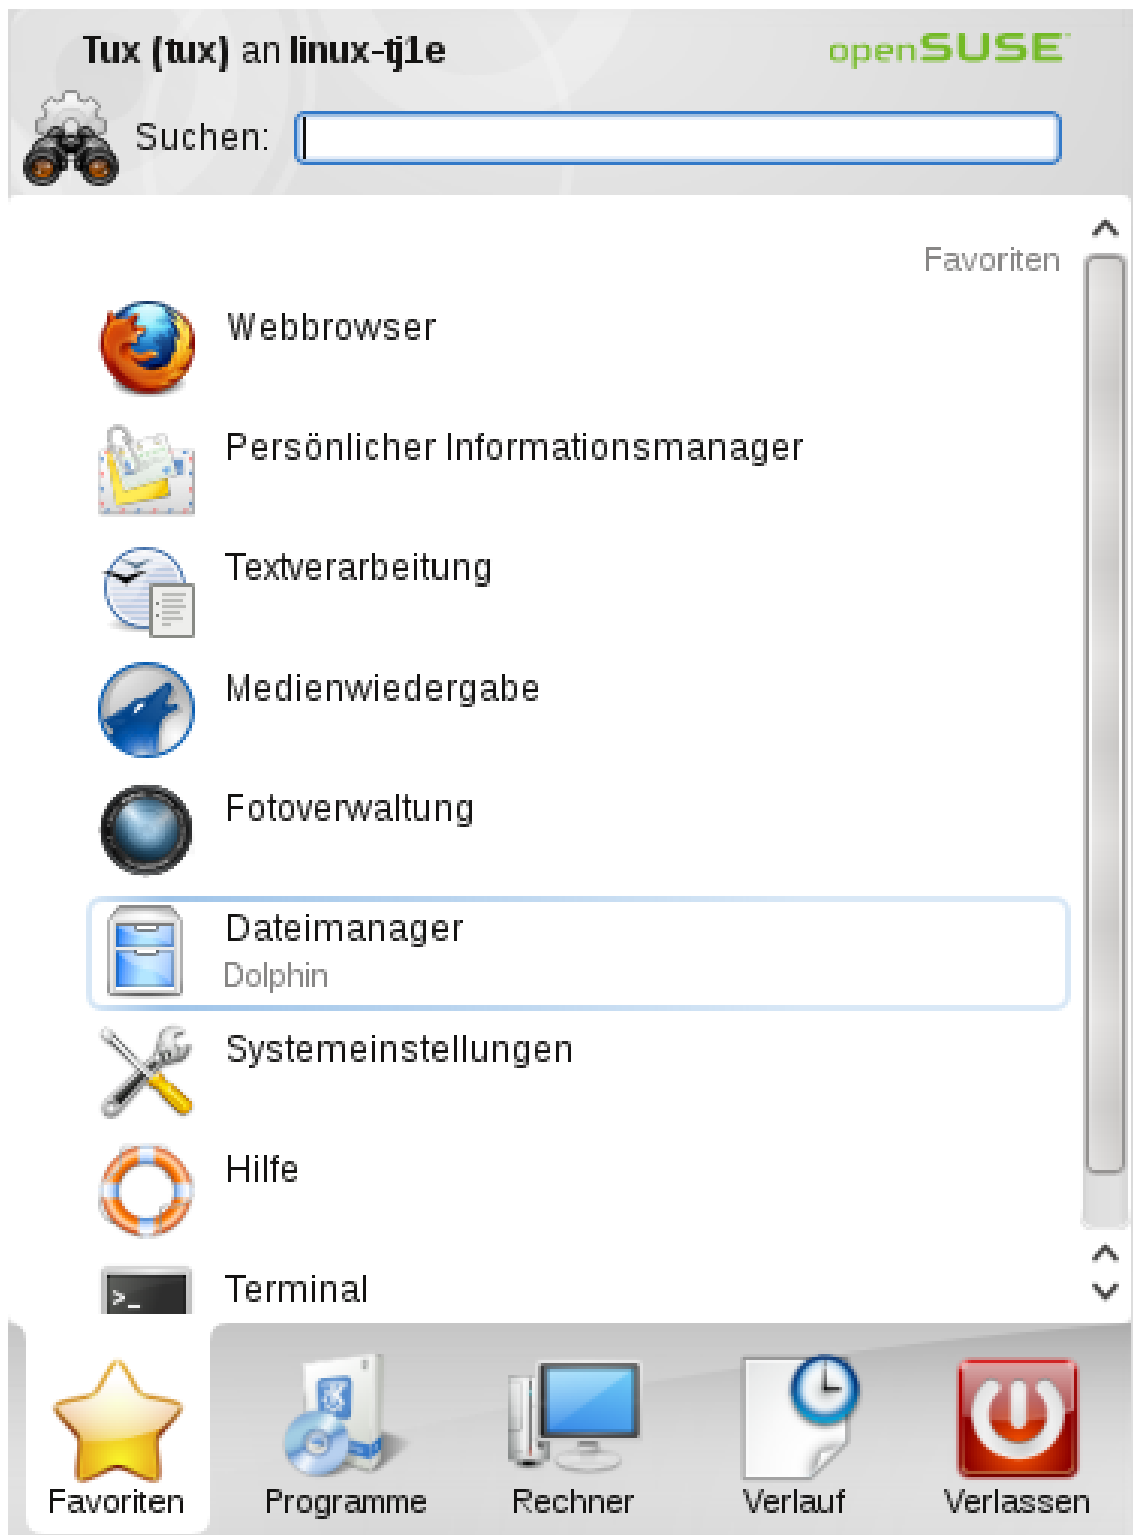 Tux (tux) an linux-tj1e
openSUSE
Suchen:
Favoriten
Webbrowser
Persönlicher Informationsmanager
Textverarbeitung
Medienwiedergabe
Fotoverwaltung
Dateimanager
Dolphin
Systemeinstellungen
Hilfe
>_
Terminal
Favoriten
Programme
Rechner
Verlauf
Verlassen